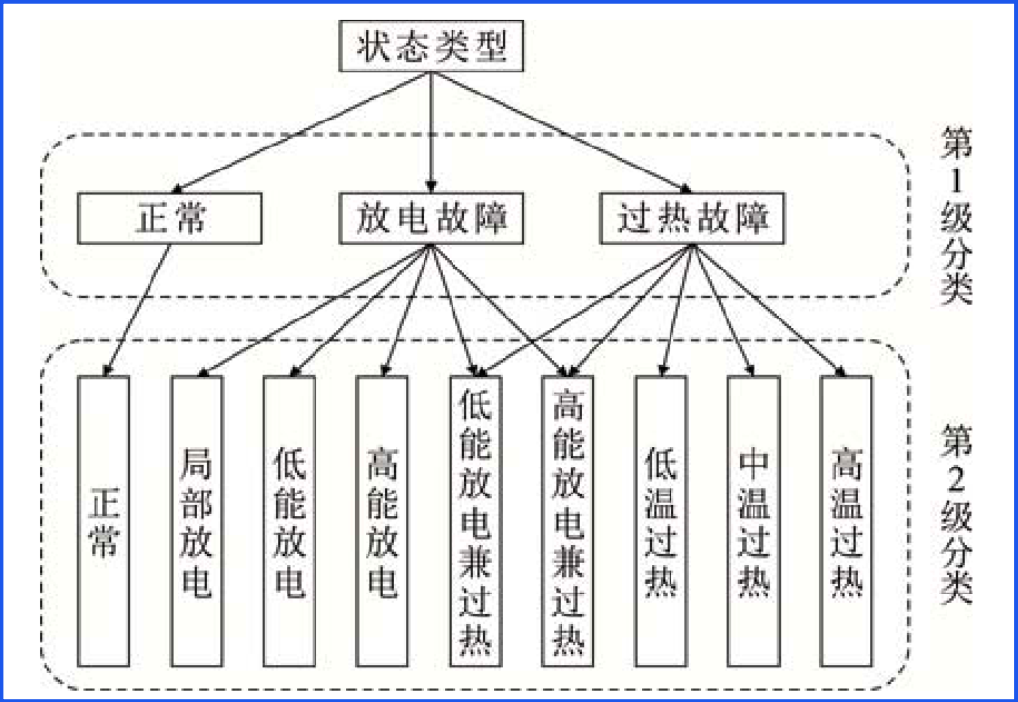 状态类型
正常
放电故障
过热故障
第1级分类
正常
局部放电
低能放电
高能放电
低能放电兼过热
高能放电兼过热
低温过热
中温过热
高温过热
第2级分类